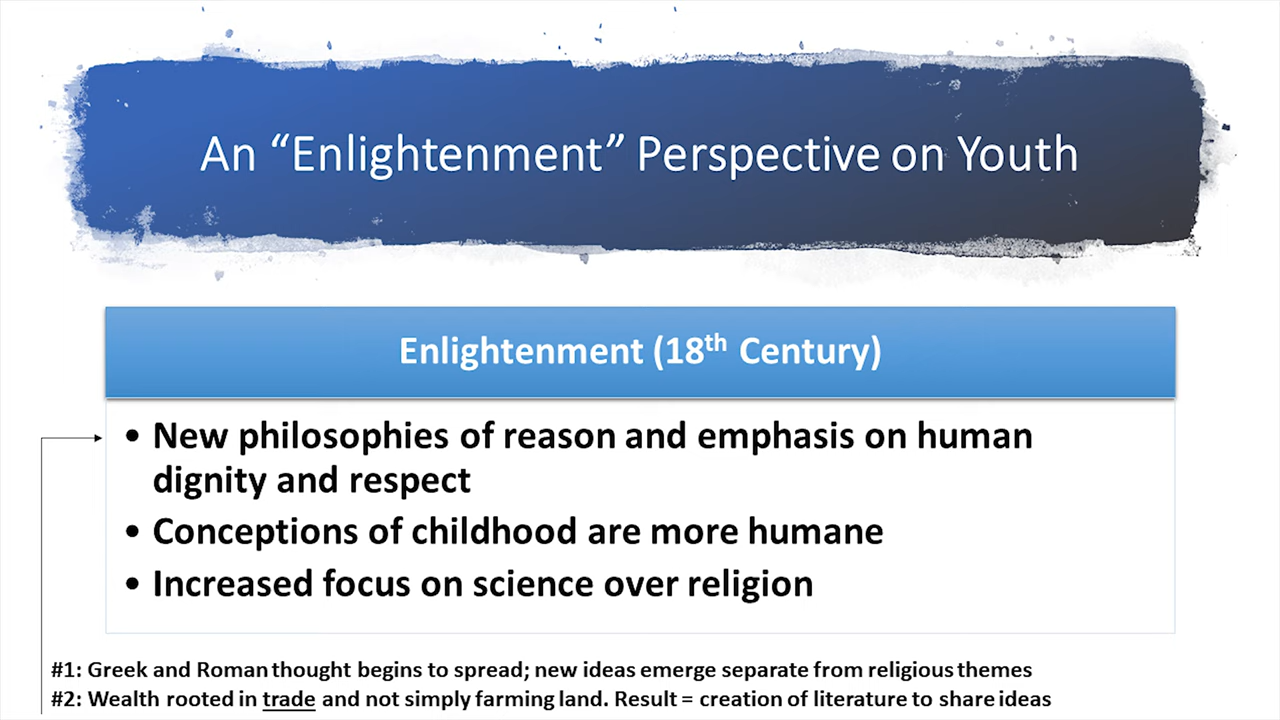 An “Enlightenment” Perspective on Youth
Enlightenment (18th Century)
• New philosophies of reason and emphasis on human
dignity and respect
• Conceptions of childhood are more humane
• Increased focus on science over religion
#1: Greek and Roman thought begins to spread; new ideas emerge separate from religious themes
#2: Wealth rooted in trade and not simply farming land. Result = creation of literature to share ideas